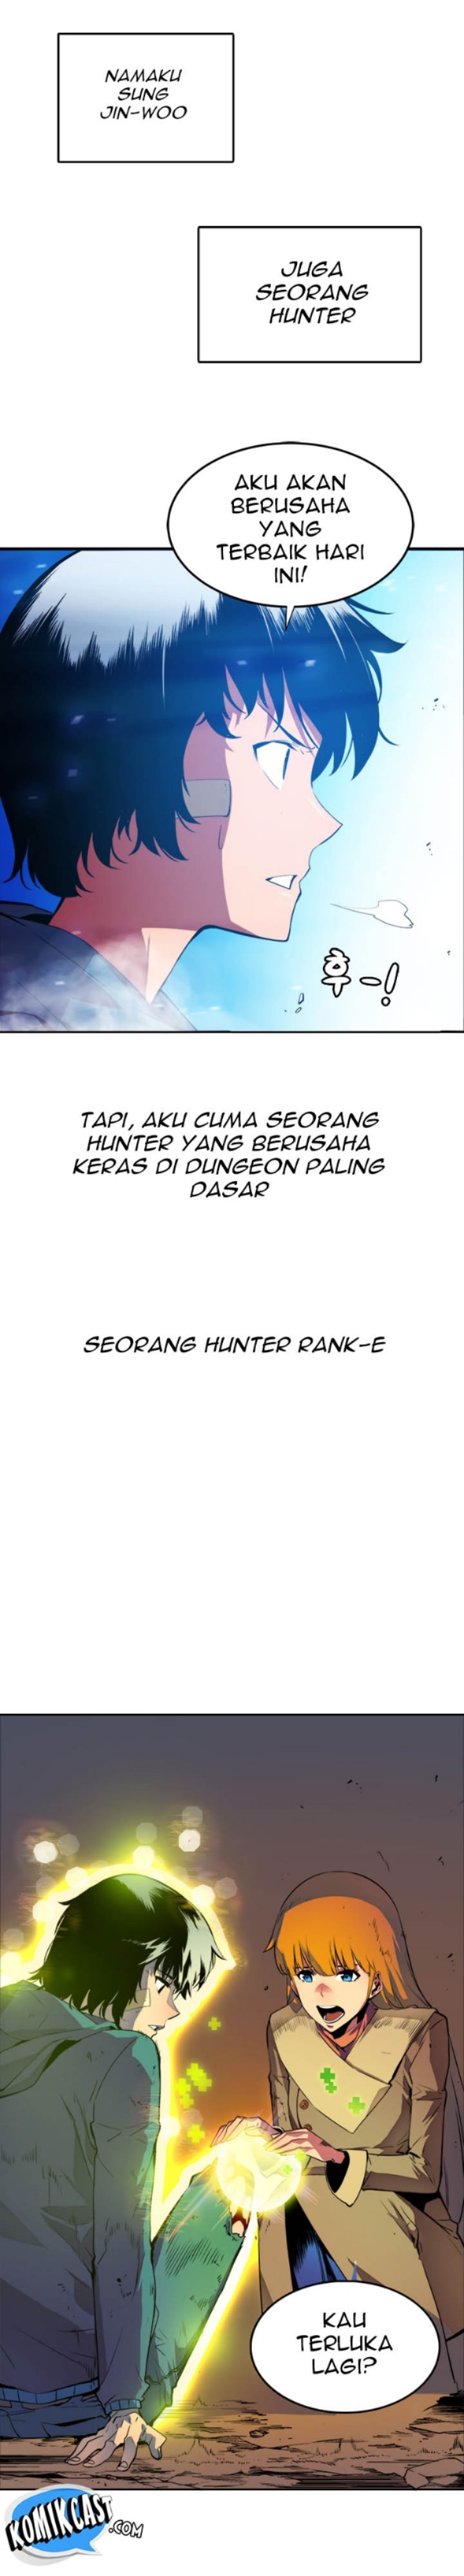 NAMAKU
SUNG
JIN-WOO
JUGA
SEORANG
HUNTER
AKU AKAN
BERUSAHA
YANG
TERBAIK HARI
INI!
후-!
TAPI, AKU CUMA SEORANG
HUNTER YANG BERUSAHA
KERAS DI DUNGEON PALING
DASAR
SEORANG HUNTER RANK-E
KAU
TERLUKA
LAGI?
KOMIKCAST
.COM